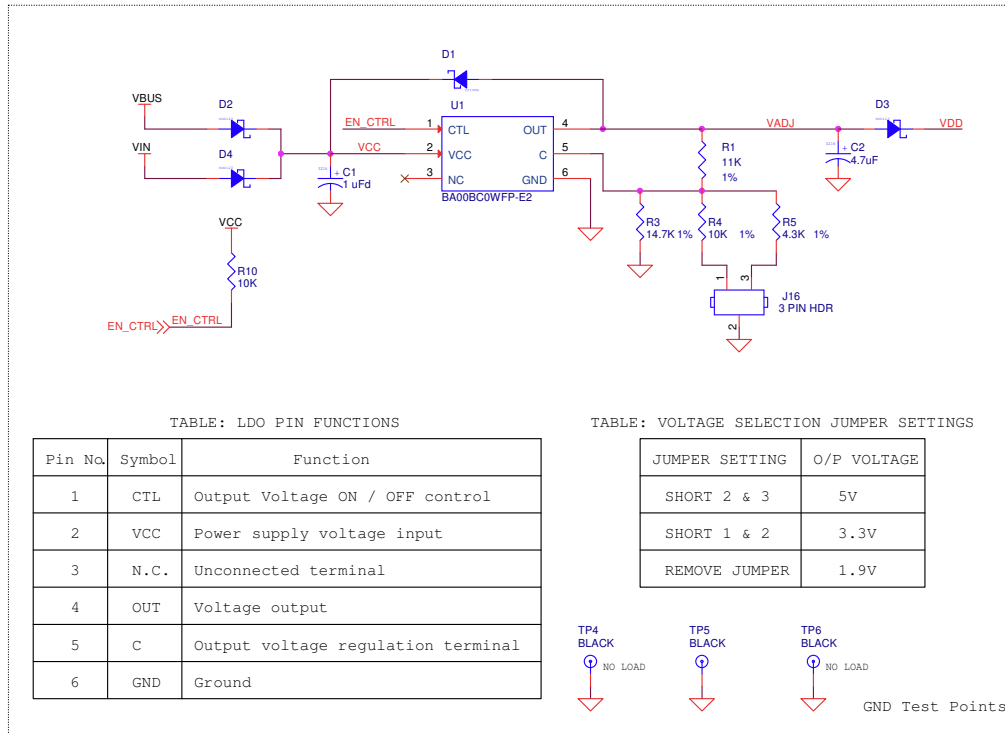 D1
VBUS
D2
U1
D3
EN_CTRL
1
CTL
OUT
4
VADJ
VDD
VIN
D4
VCC
2
VCC
C
5
R1
11K
1%
C2
4.7uF
+
C1
1 uFd
+
3
NC
GND
6
BA00BC0WFP-E2
R3
14.7K 1%
R4
10K 1%
R5
4.3K 1%
VCC
R10
10K
1
3
J16
3 PIN HDR
2
EN_CTRL
EN_CTRL
TABLE: LDO PIN FUNCTIONS
Pin No. Symbol Function
1 CTL Output Voltage ON / OFF control
2 VCC Power supply voltage input
3 N.C. Unconnected terminal
4 OUT Voltage output
5 C Output voltage regulation terminal
6 GND Ground
TABLE: VOLTAGE SELECTION JUMPER SETTINGS
JUMPER SETTING O/P VOLTAGE
SHORT 2 & 3 5V
SHORT 1 & 2 3.3V
REMOVE JUMPER 1.9V
TP4
BLACK
NO LOAD
TP5
BLACK
TP6
BLACK
NO LOAD
GND Test Points